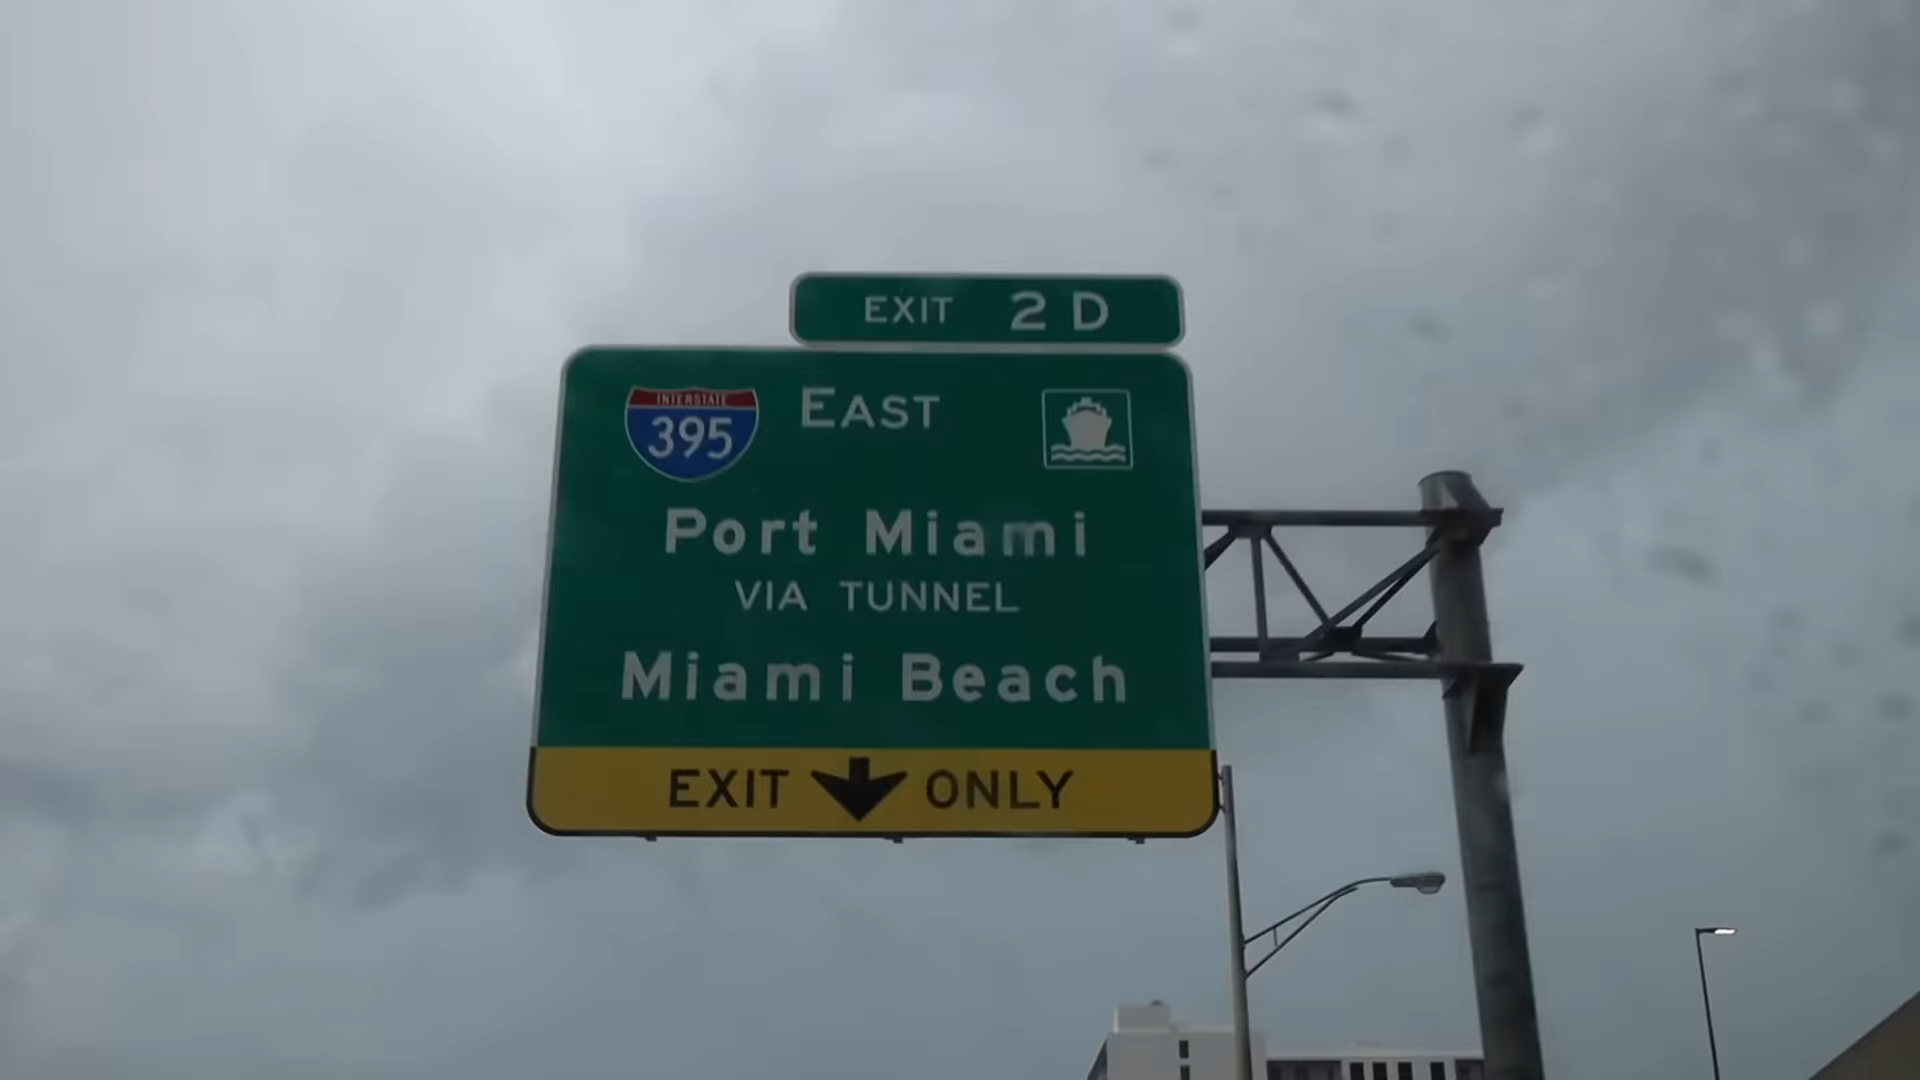 EXIT 2D
INTERSTATE
395
EAST
Port Miami
VIA TUNNEL
Miami Beach
EXIT ONLY